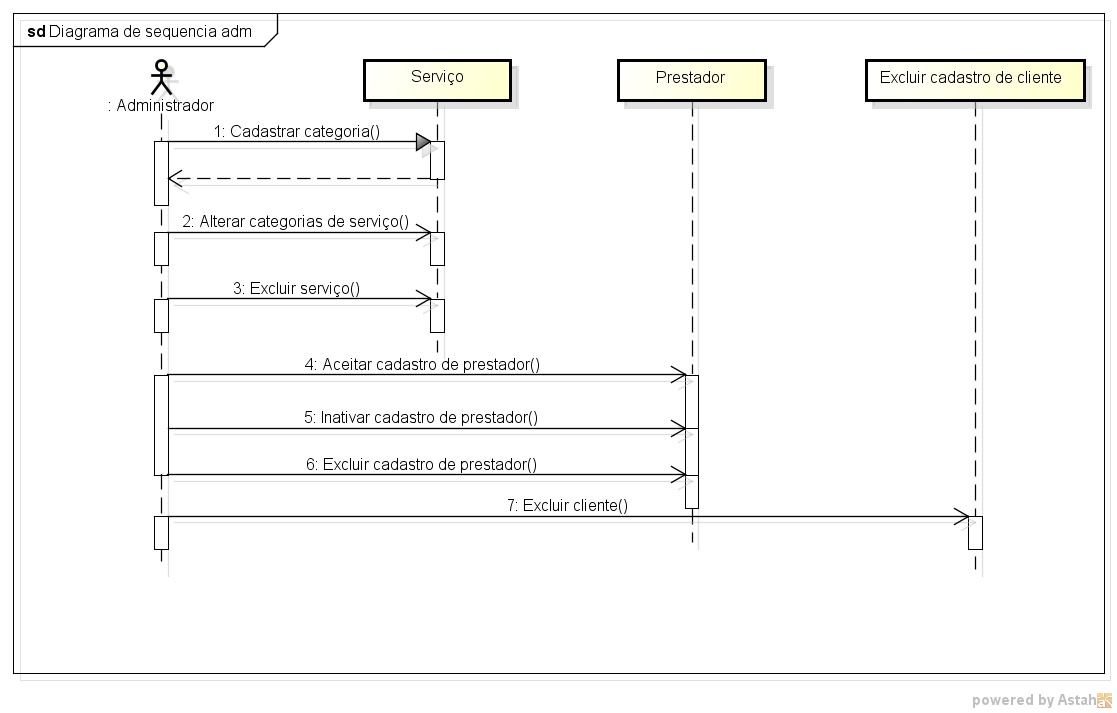 sd Diagrama de sequencia adm
: Administrador
Serviço
Prestador
Excluir cadastro de cliente
1: Cadastrar categoria()
2: Alterar categorias de serviço()
3: Excluir serviço()
4: Aceitar cadastro de prestador()
5: Inativar cadastro de prestador()
6: Excluir cadastro de prestador()
7: Excluir cliente()
powered by Astah